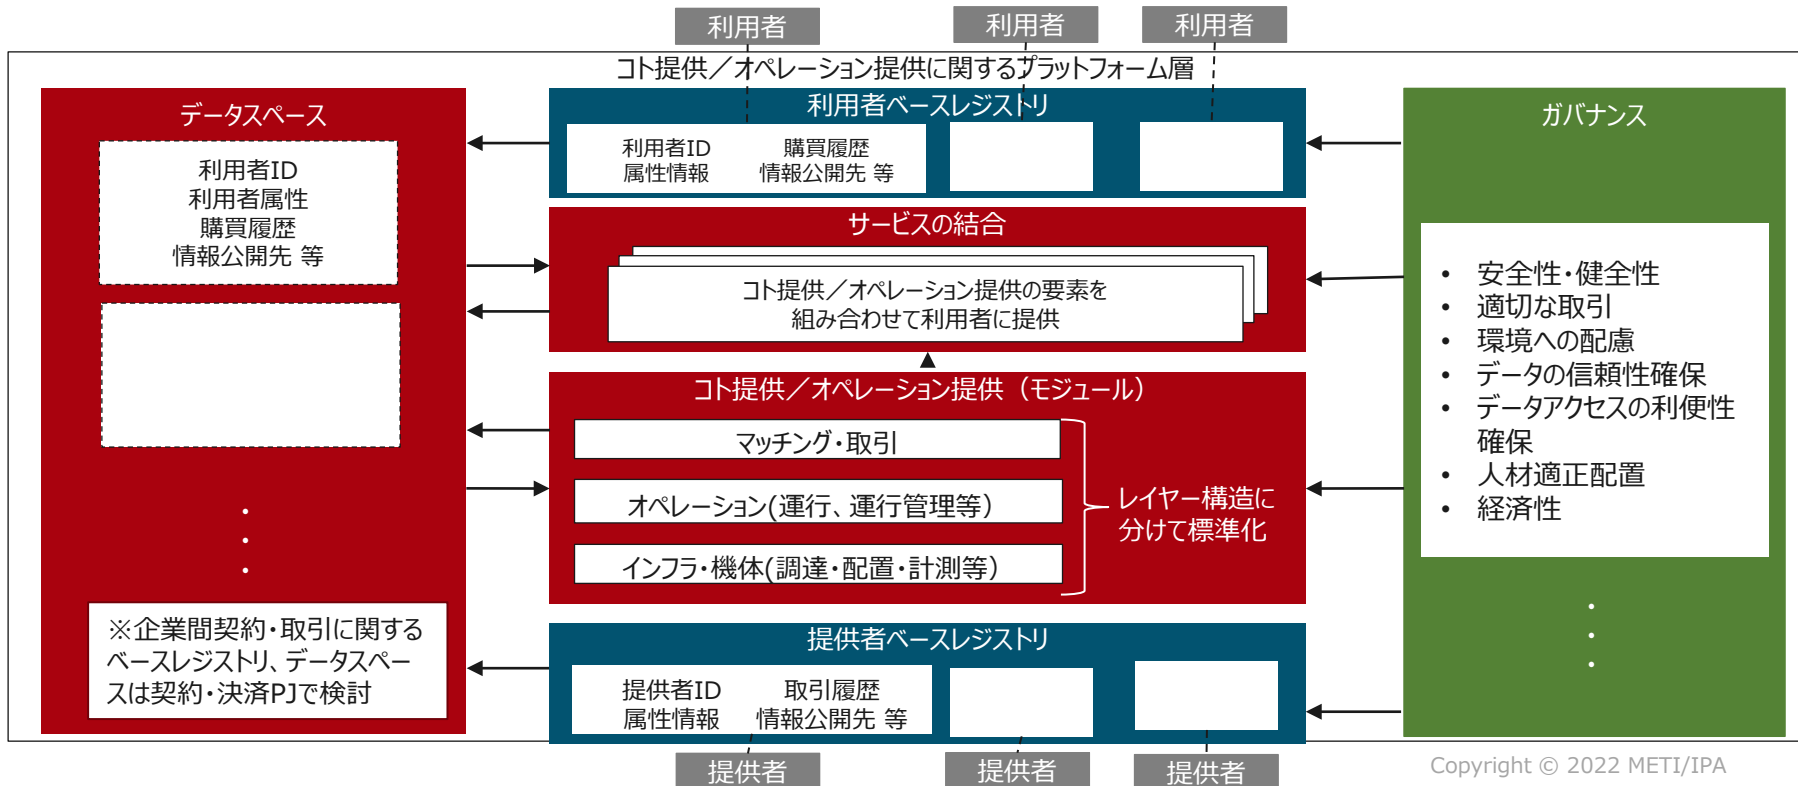 利用者
利用者
利用者
コト提供／オペレーション提供に関するプラットフォーム層
データスペース
利用者ID
利用者属性
購買履歴
情報公開先 等
・
・
・
※企業間契約・取引に関する
ベースレジストリ、データスペー
スは契約・決済PJで検討
利用者ベースレジストリ
利用者ID 購買履歴
属性情報 情報公開先 等
サービスの結合
コト提供／オペレーション提供の要素を
組み合わせて利用者に提供
コト提供／オペレーション提供（モジュール）
マッチング・取引
オペレーション(運行、運行管理等）
インフラ・機体(調達・配置・計測等）
レイヤー構造に
分けて標準化
提供者ベースレジストリ
提供者ID 取引履歴
属性情報 情報公開先 等
ガバナンス
• 安全性・健全性
• 適切な取引
• 環境への配慮
• データの信頼性確保
• データアクセスの利便性
確保
• 人材適正配置
• 経済性
・
・
・
提供者
提供者
提供者
Copyright © 2022 METI/IPA